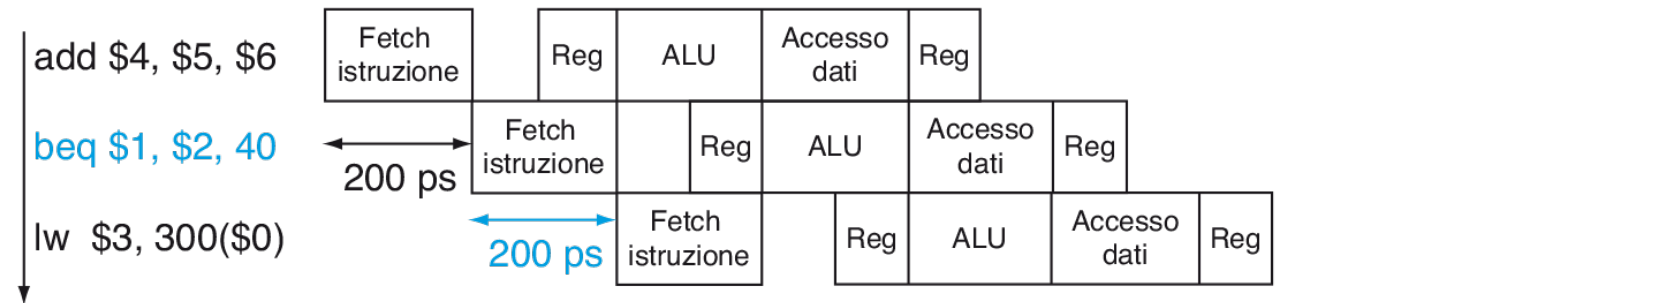 add $4, $5, $6
Fetch
istruzione
Reg
ALU
Accesso
dati
Reg
beq $1, $2, 40
200 ps
Fetch
istruzione
Reg
ALU
Accesso
dati
Reg
lw $3, 300($0)
200 ps
Fetch
istruzione
Reg
ALU
Accesso
dati
Reg